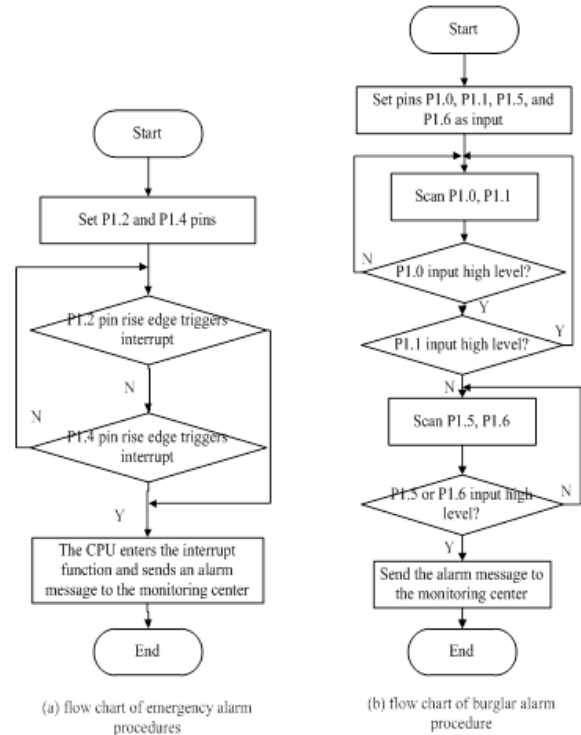 Start
Set P1.2 and P1.4 pins
P1.2 pin rise edge triggers
interrupt
N
N
P1.4 pin rise edge triggers
interrupt
Y
The CPU enters the interrupt
function and sends an alarm
message to the monitoring center
End
(a) flow chart of emergency alarm
procedures
Start
Set pins P1.0, P1.1, P1.5, and
P1.6 as input
Scan P1.0, P1.1
N
P1.0 input high level?
Y
Y
P1.1 input high level?
N
Scan P1.5, P1.6
P1.5 or P1.6 input high
level?
N
Y
Send the alarm message to
the monitoring center
End
(b) flow chart of burglar alarm
procedure